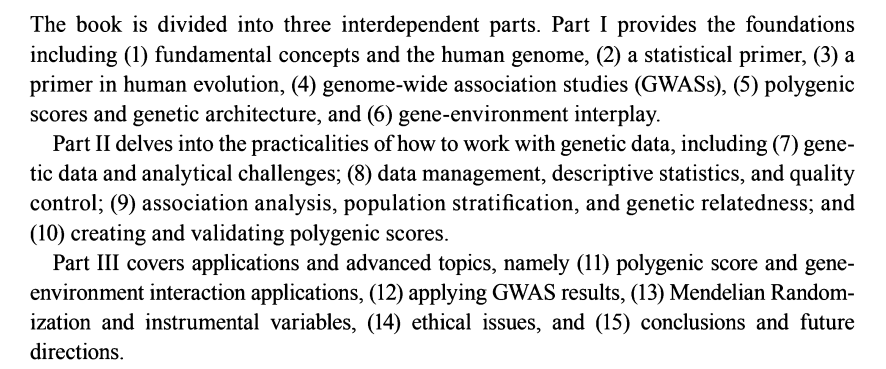 The book is divided into three interdependent parts. Part I provides the foundations
including (1) fundamental concepts and the human genome, (2) a statistical primer, (3) a
primer in human evolution, (4) genome-wide association studies (GWASs), (5) polygenic
scores and genetic architecture, and (6) gene-environment interplay.
Part II delves into the practicalities of how to work with genetic data, including (7) gene-
tic data and analytical challenges; (8) data management, descriptive statistics, and quality
control; (9) association analysis, population stratification, and genetic relatedness; and
(10) creating and validating polygenic scores.
Part III covers applications and advanced topics, namely (11) polygenic score and gene-
environment interaction applications, (12) applying GWAS results, (13) Mendelian Random-
ization and instrumental variables, (14) ethical issues, and (15) conclusions and future
directions.